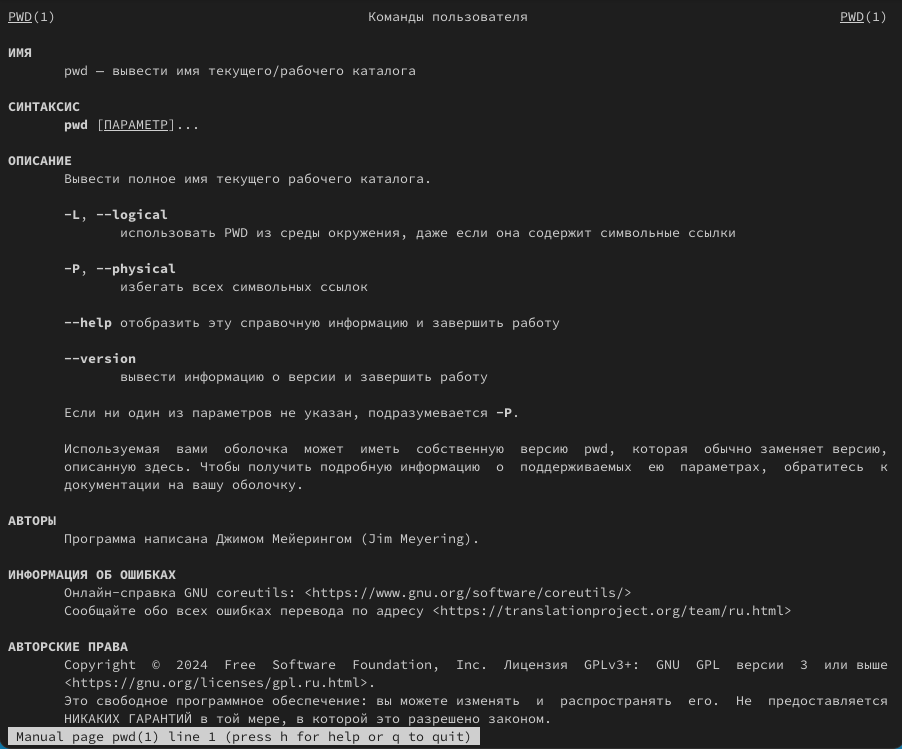 PWD(1) Команды пользователя PWD(1)
ИМЯ
pwd — вывести имя текущего/рабочего каталога
СИНТАКСИС
pwd [ПАРАМЕТР]...
ОПИСАНИЕ
Вывести полное имя текущего рабочего каталога.
-L, --logical
использовать PWD из среды окружения, даже если она содержит символьные ссылки
-P, --physical
избегать всех символьных ссылок
--help отобразить эту справочную информацию и завершить работу
--version
вывести информацию о версии и завершить работу
Если ни один из параметров не указан, подразумевается -P.
Используемая вами оболочка может иметь собственную версию pwd, которая обычно заменяет версию,
описанную здесь. Чтобы получить подробную информацию о поддерживаемых ею параметрах, обратитесь к
документации на вашу оболочку.
АВТОРЫ
Программа написана Джимом Мейерингом (Jim Meyering).
ИНФОРМАЦИЯ ОБ ОШИБКАХ
Онлайн-справка GNU coreutils: <https://www.gnu.org/software/coreutils/>
Сообщайте обо всех ошибках перевода по адресу <https://translationproject.org/team/ru.html>
АВТОРСКИЕ ПРАВА
Copyright © 2024 Free Software Foundation, Inc. Лицензия GPLv3+: GNU GPL версии 3 или выше
<https://gnu.org/licenses/gpl.ru.html>.
Это свободное программное обеспечение: вы можете изменять и распространять его. Не предоставляется
НИКАКИХ ГАРАНТИЙ в той мере, в которой это разрешено законом.
Manual page pwd(1) line 1 (press h for help or q to quit)